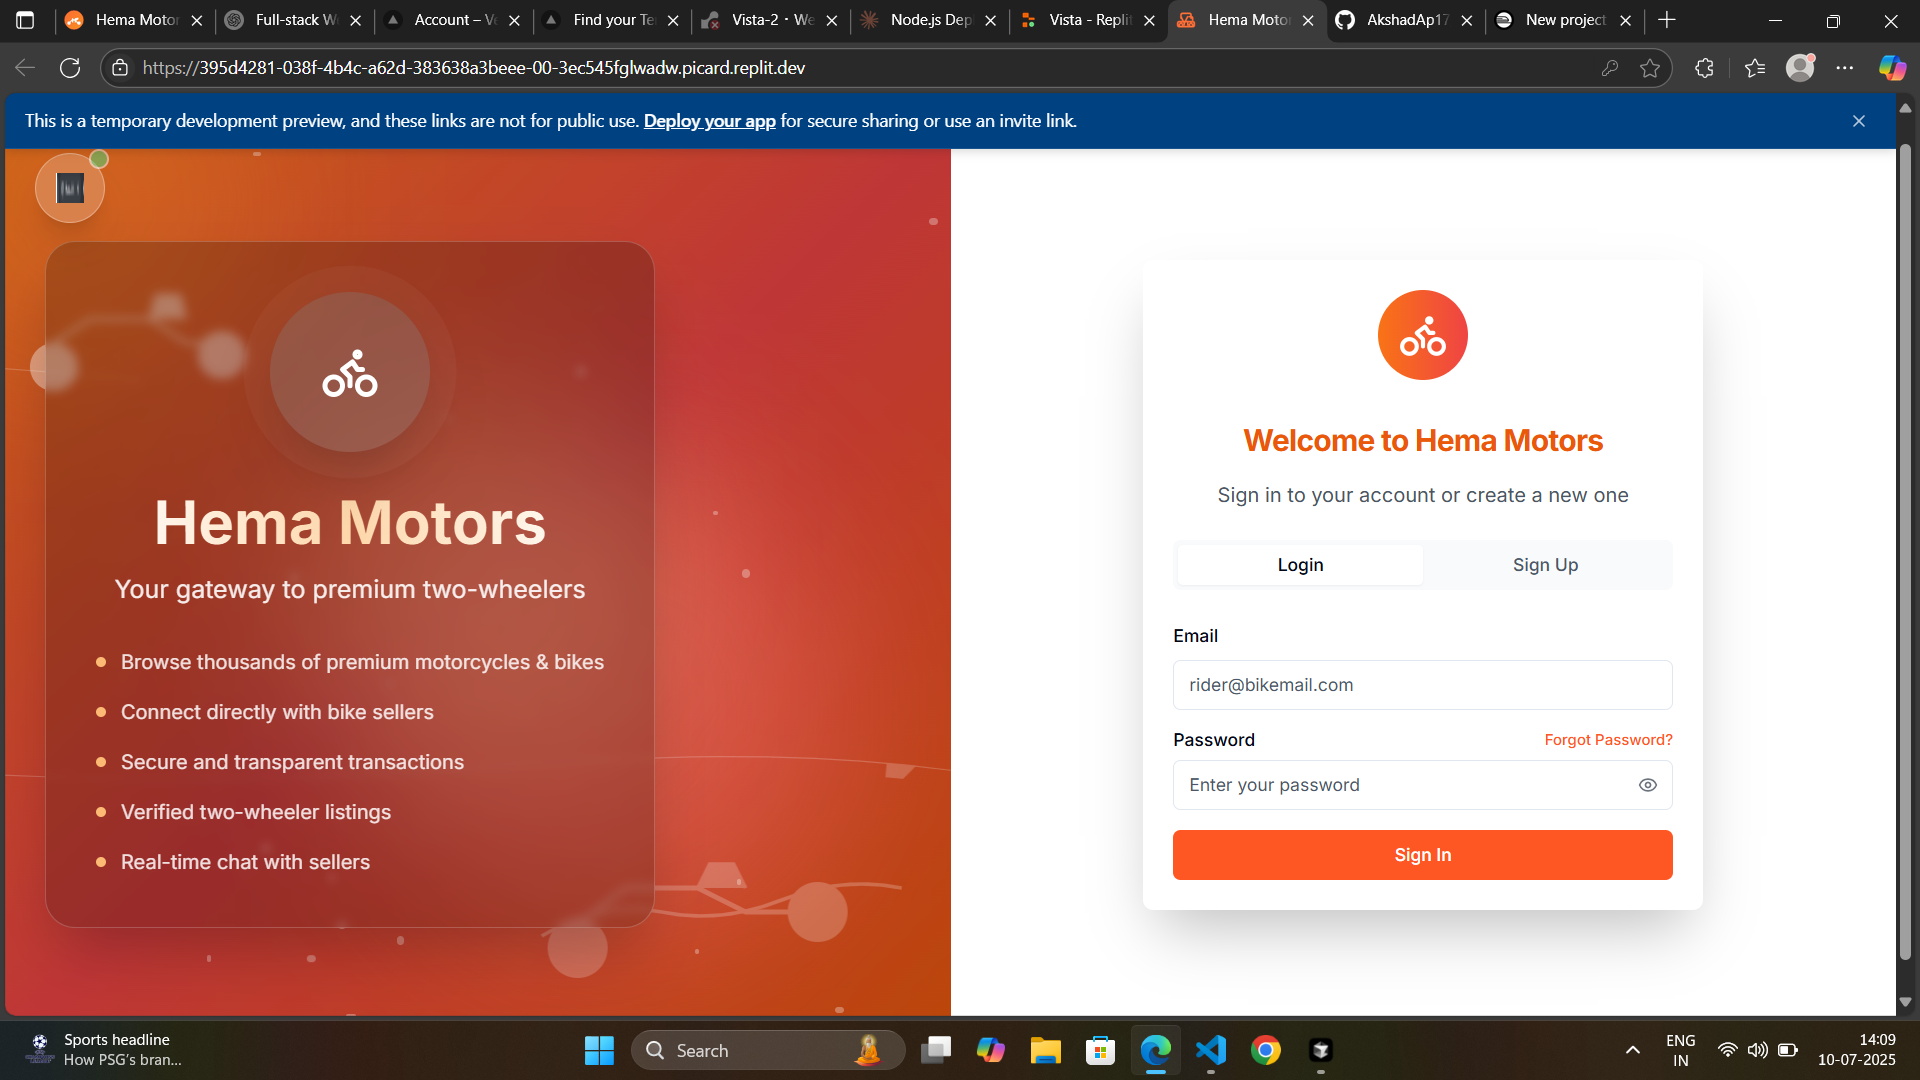 Hema Motor
Full-stack W
Account – Ve
Find your Te
Vista-2 · We
Node.js Dep
Vista - Replit
Hema Motor
AkshadAp17
New project
https://395d4281-038f-4b4c-a62d-383638a3beee-00-3ec545fglwadw.picard.replit.dev
This is a temporary development preview, and these links are not for public use. Deploy your app for secure sharing or use an invite link.
Hema Motors
Your gateway to premium two-wheelers
Browse thousands of premium motorcycles & bikes
Connect directly with bike sellers
Secure and transparent transactions
Verified two-wheeler listings
Real-time chat with sellers
Welcome to Hema Motors
Sign in to your account or create a new one
Login
Sign Up
Email
rider@bikemail.com
Password
Forgot Password?
Enter your password
Sign In
Sports headline
How PSG's bran...
Search
ENG
IN
14:09
10-07-2025